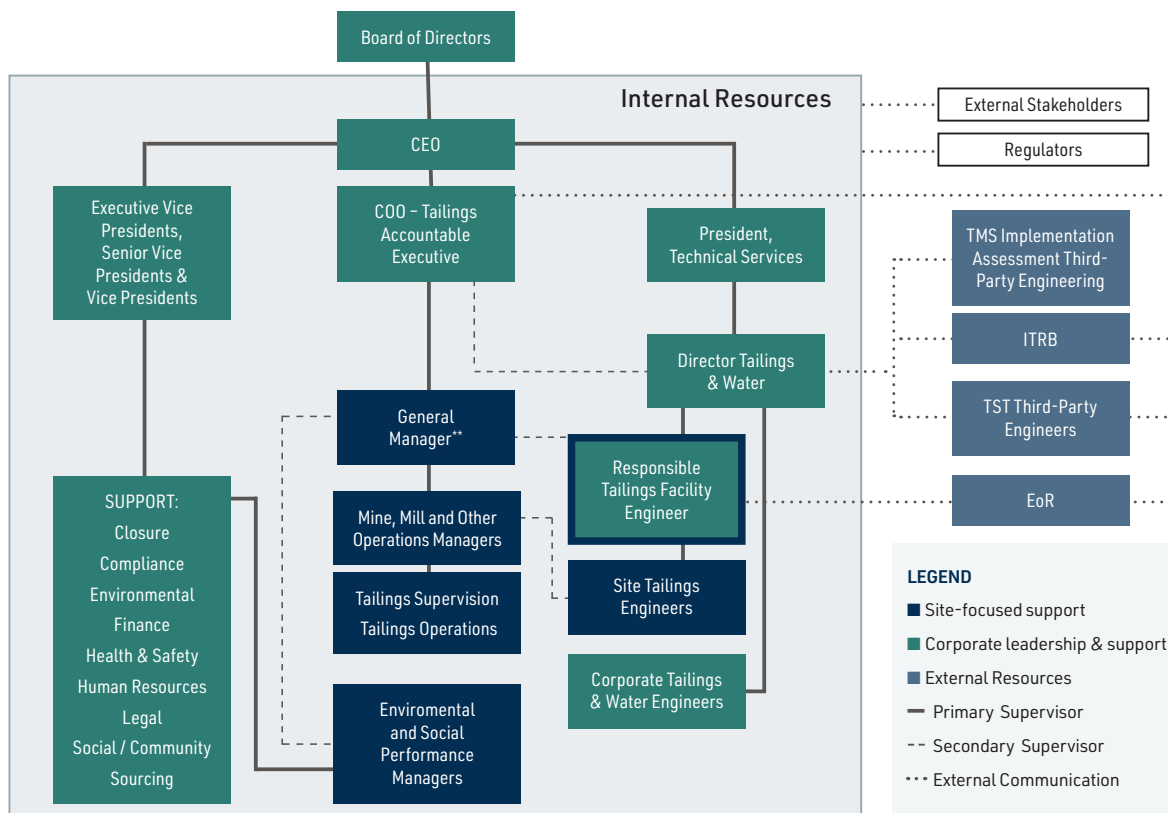 Board of Directors
Internal Resources
CEO
External Stakeholders
Regulators
Executive Vice
Presidents,
Senior Vice
Presidents &
Vice Presidents
COO – Tailings
Accountable
Executive
President,
Technical Services
TMS Implementation
Assessment Third-
Party Engineering
ITRB
Director Tailings
& Water
TST Third-Party
Engineers
General
Manager**
Responsible
Tailings Facility
Engineer
EoR
SUPPORT:
Closure
Compliance
Environmental
Finance
Health & Safety
Human Resources
Legal
Social / Community
Sourcing
Mine, Mill and Other
Operations Managers
Tailings Supervision
Tailings Operations
Site Tailings
Engineers
Corporate Tailings
& Water Engineers
Enviromental
and Social
Performance
Managers
LEGEND
Site-focused support
Corporate leadership & support
External Resources
Primary Supervisor
Secondary Supervisor
External Communication